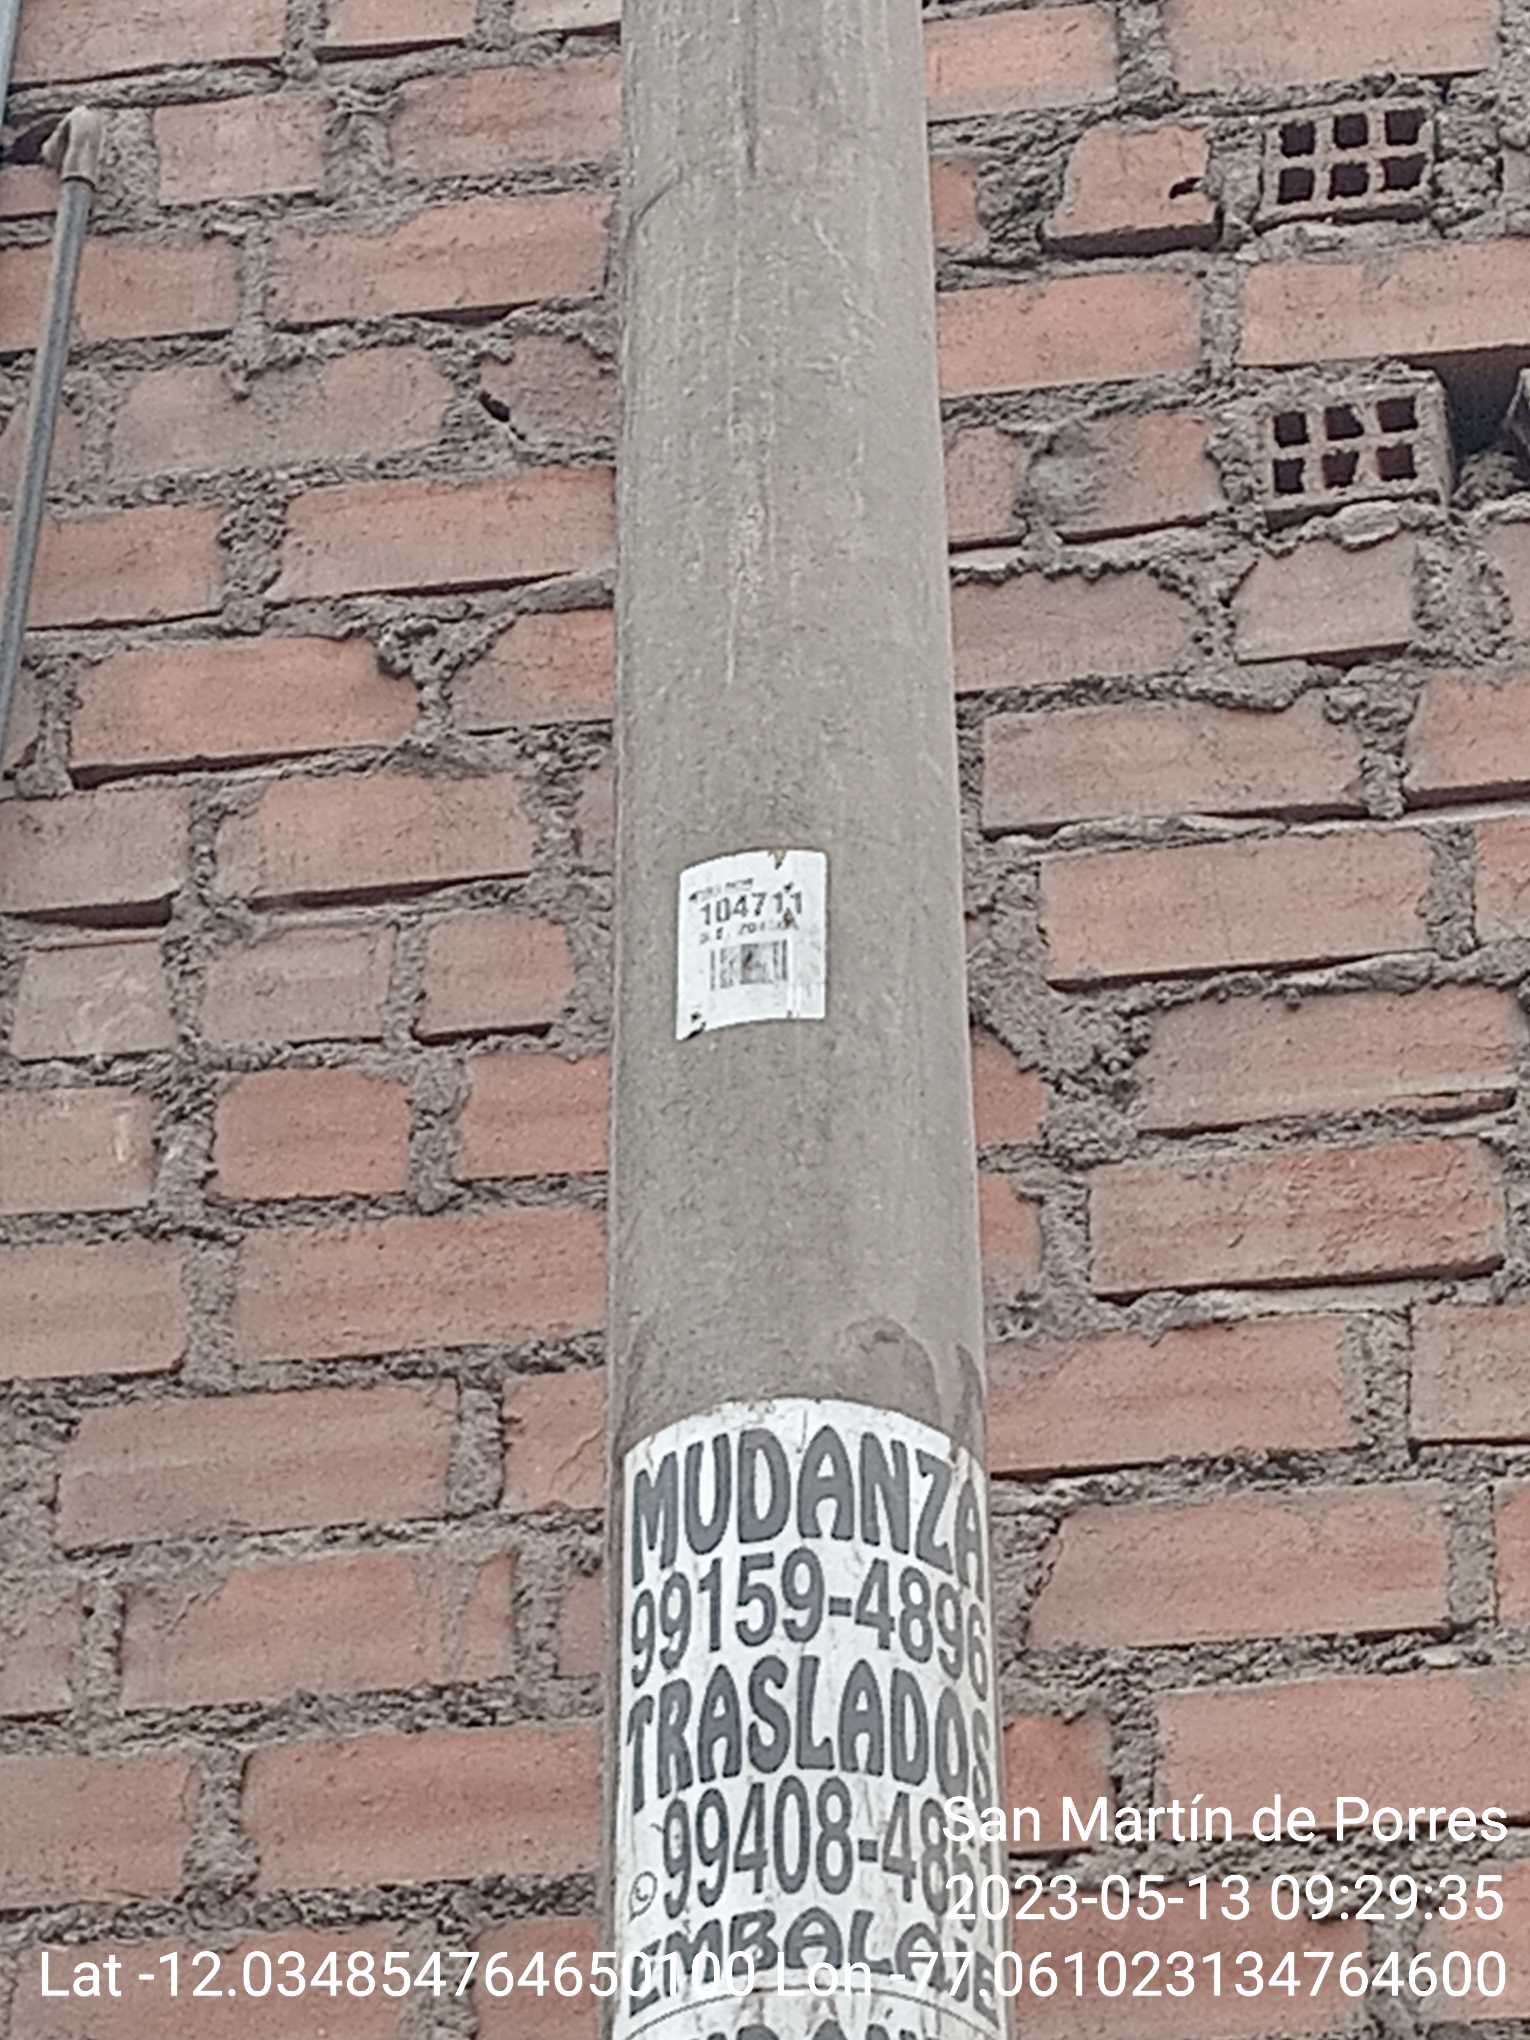 104711
MUDANZA
99159-4896
TRASLADOS
99408-48
EMBALAJE
San Martín de Porres
2023-05-13 09:29:35
Lat -12.034854764650100 Lon -77.061023134764600